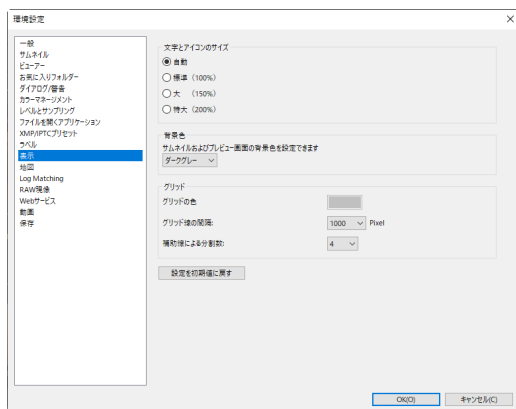 環境設定
一般
サムネイル
ビューアー
お気に入りフォルダー
ダイアログ/警告
カラーマネージメント
レベルとサンプリング
ファイルを開くアプリケーション
XMP/IPTCプリセット
ラベル
表示
地図
Log Matching
RAW現像
Webサービス
動画
保存
文字とアイコンのサイズ
自動
標準 (100%)
大 (150%)
特大 (200%)
背景色
サムネイルおよびプレビュー画面の背景色を設定できます
ダークグレー
グリッド
グリッドの色
グリッド線の間隔: 1000 Pixel
補助線による分割数: 4
設定を初期値に戻す
OK(O) キャンセル(C)